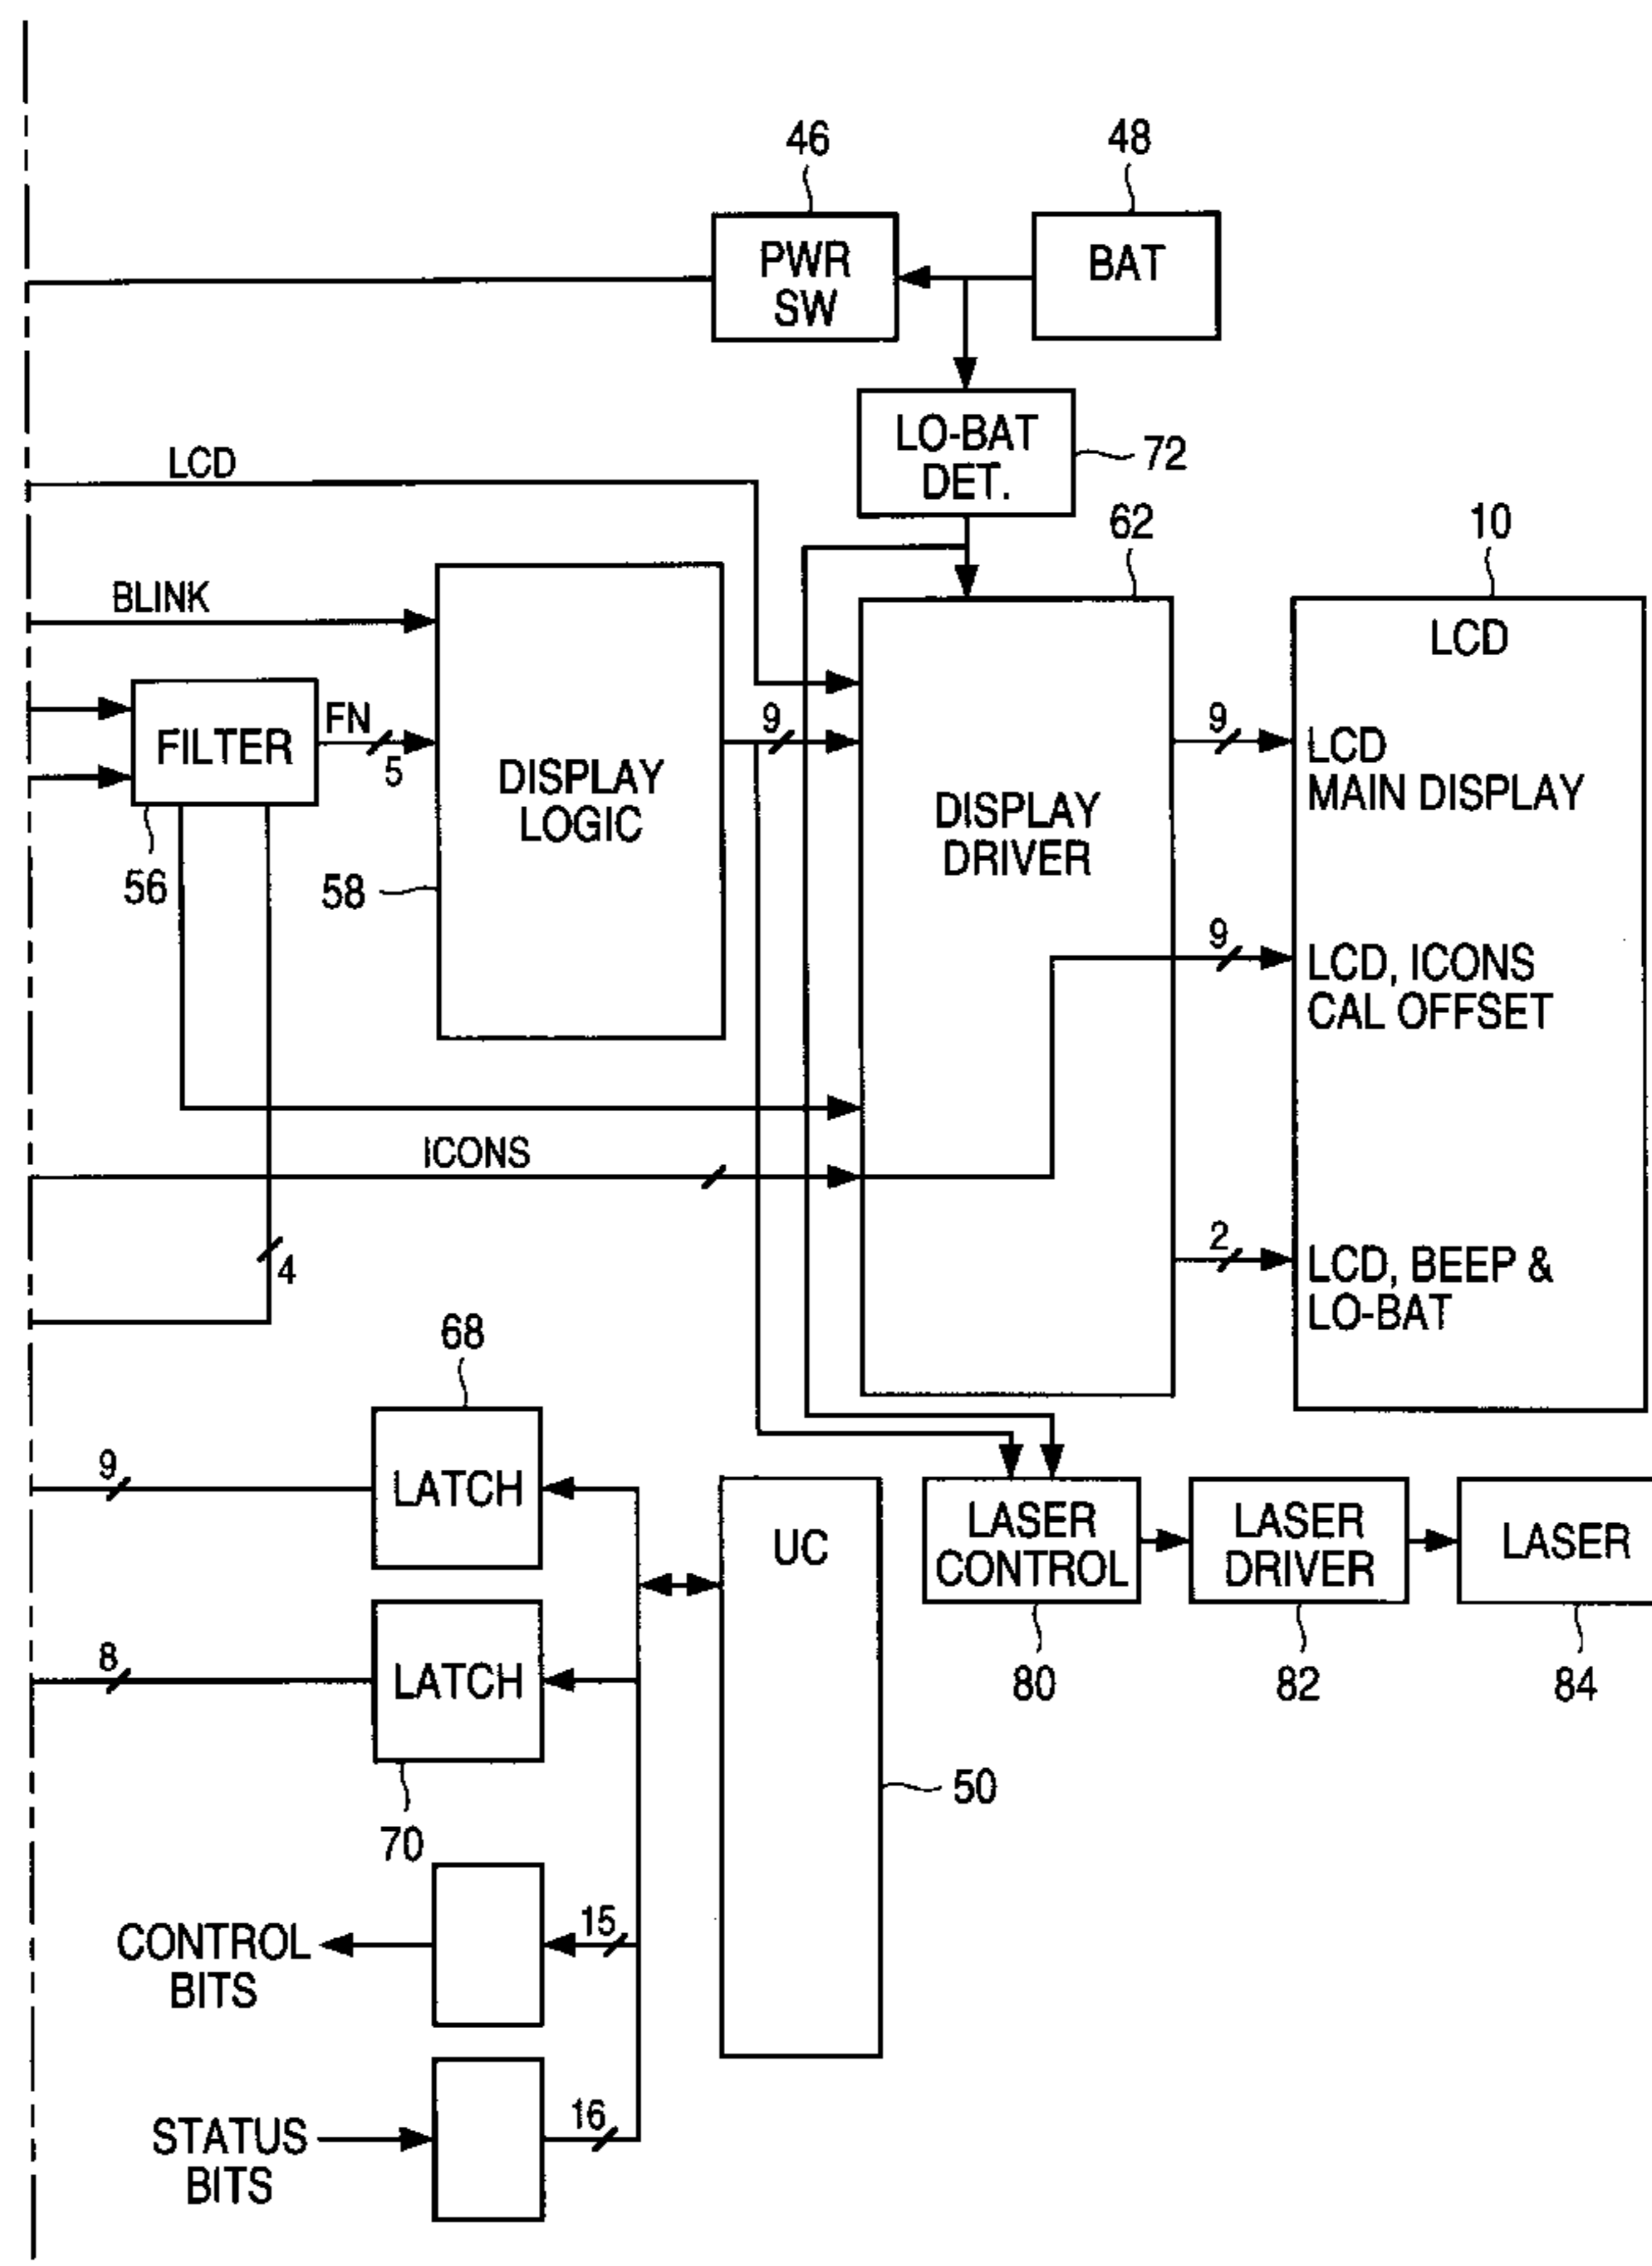 46
48
PWR
SW
BAT
LCD
LO-BAT
DET.
72
62
10
BLINK
LCD
FILTER
FN
5
9
9
LCD
MAIN DISPLAY
DISPLAY
LOGIC
DISPLAY
DRIVER
56
58
9
LCD, ICONS
CAL OFFSET
ICONS
4
2
LCD, BEEP &
LO-BAT
68
9
LATCH
UC
LASER
CONTROL
LASER
DRIVER
LASER
8
LATCH
80
82
84
50
70
CONTROL
BITS
15
STATUS
BITS
16